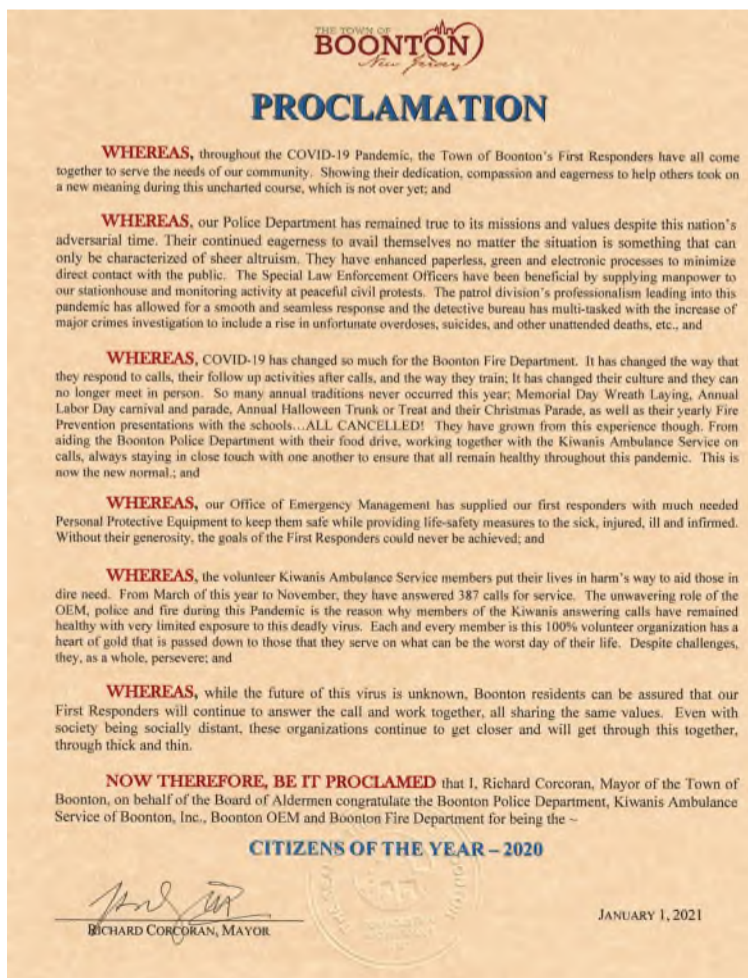 THE TOWN OF
BOONTON
New Jersey
PROCLAMATION
WHEREAS, throughout the COVID-19 Pandemic, the Town of Boonton's First Responders have all come
together to serve the needs of our community. Showing their dedication, compassion and eagerness to help others took on
a new meaning during this uncharted course, which is not over yet; and
WHEREAS, our Police Department has remained true to its missions and values despite this nation's
adversarial time. Their continued eagerness to avail themselves no matter the situation is something that can
only be characterized of sheer altruism. They have enhanced paperless, green and electronic processes to minimize
direct contact with the public. The Special Law Enforcement Officers have been beneficial by supplying manpower to
our stationhouse and monitoring activity at peaceful civil protests. The patrol division's professionalism leading into this
pandemic has allowed for a smooth and seamless response and the detective bureau has multi-tasked with the increase of
major crimes investigation to include a rise in unfortunate overdoses, suicides, and other unattended deaths, etc., and
WHEREAS, COVID-19 has changed so much for the Boonton Fire Department. It has changed the way that
they respond to calls, their follow up activities after calls, and the way they train; It has changed their culture and they can
no longer meet in person. So many annual traditions never occurred this year; Memorial Day Wreath Laying, Annual
Labor Day carnival and parade, Annual Halloween Trunk or Treat and their Christmas Parade, as well as their yearly Fire
Prevention presentations with the schools…ALL CANCELLED! They have grown from this experience though. From
aiding the Boonton Police Department with their food drive, working together with the Kiwanis Ambulance Service on
calls, always staying in close touch with one another to ensure that all remain healthy throughout this pandemic. This is
now the new normal.; and
WHEREAS, our Office of Emergency Management has supplied our first responders with much needed
Personal Protective Equipment to keep them safe while providing life-safety measures to the sick, injured, ill and infirmed.
Without their generosity, the goals of the First Responders could never be achieved; and
WHEREAS, the volunteer Kiwanis Ambulance Service members put their lives in harm's way to aid those in
dire need. From March of this year to November, they have answered 387 calls for service. The unwavering role of the
OEM, police and fire during this Pandemic is the reason why members of the Kiwanis answering calls have remained
healthy with very limited exposure to this deadly virus. Each and every member is this 100% volunteer organization has a
heart of gold that is passed down to those that they serve on what can be the worst day of their life. Despite challenges,
they, as a whole, persevere; and
WHEREAS, while the future of this virus is unknown, Boonton residents can be assured that our
First Responders will continue to answer the call and work together, all sharing the same values. Even with
society being socially distant, these organizations continue to get closer and will get through this together,
through thick and thin.
NOW THEREFORE, BE IT PROCLAMED that I, Richard Corcoran, Mayor of the Town of
Boonton, on behalf of the Board of Aldermen congratulate the Boonton Police Department, Kiwanis Ambulance
Service of Boonton, Inc., Boonton OEM and Boonton Fire Department for being the ~
CITIZENS OF THE YEAR – 2020
RICHARD CORCORAN, MAYOR
JANUARY 1, 2021